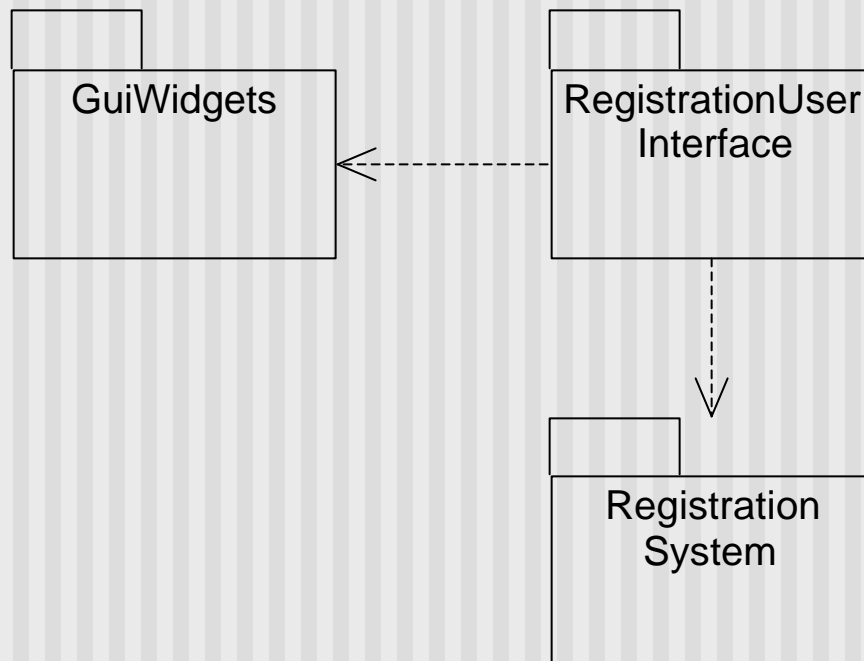 GuiWidgets
RegistrationUser
Interface
Registration
System